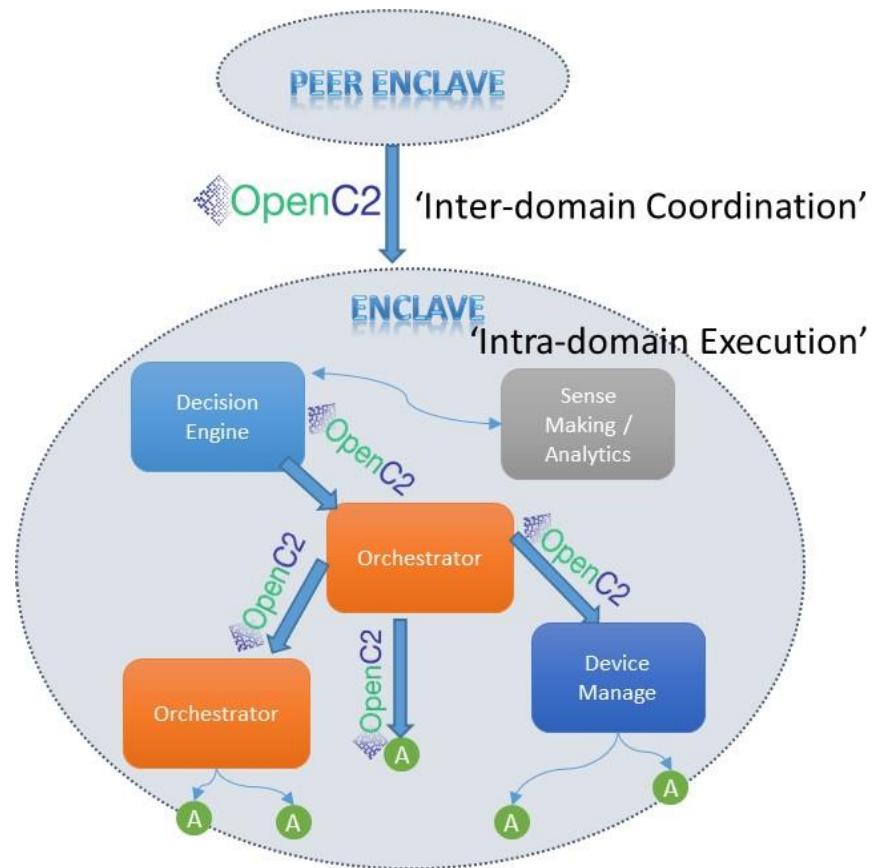 PEER ENCLAVE
OpenC2
'Inter-domain Coordination'
ENCLAVE
'Intra-domain Execution'
Decision
Engine
Sense
Making /
Analytics
OpenC2
Orchestrator
OpenC2
OpenC2
OpenC2
Orchestrator
Device
Manage
A
A
A
A
A